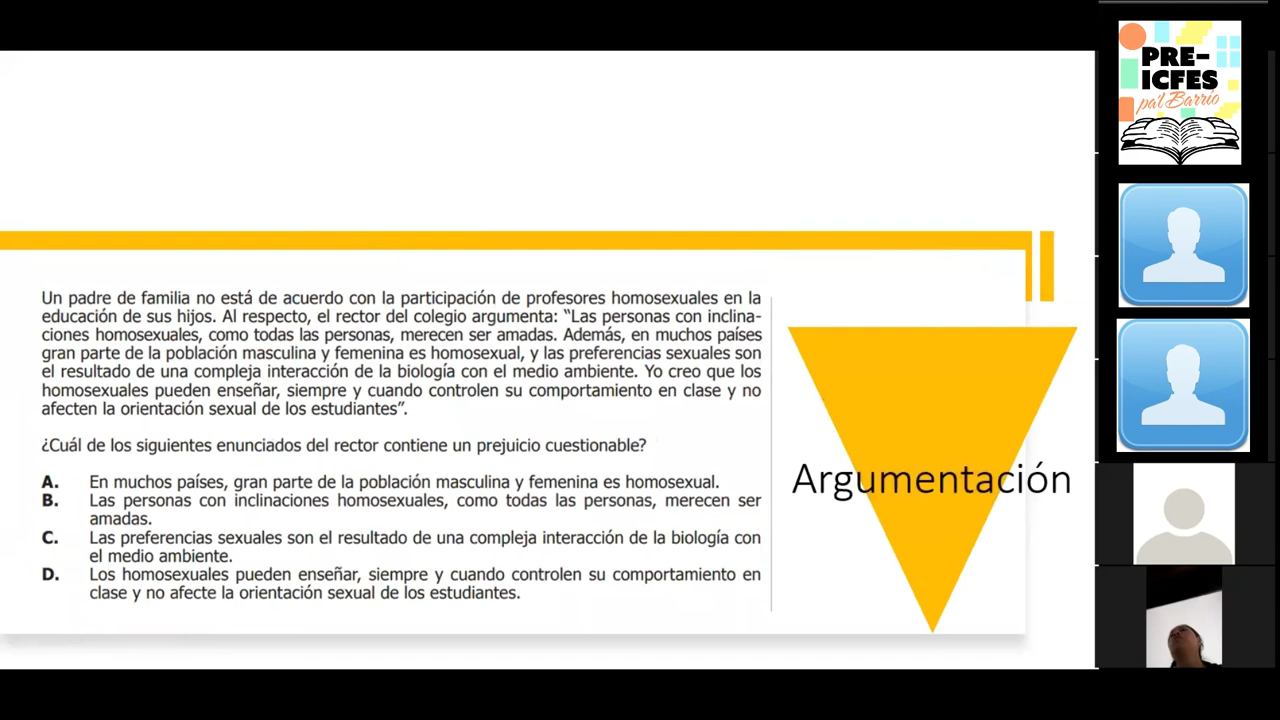 PRE-
ICFES
pa'l Barrio
Un padre de familia no está de acuerdo con la participación de profesores homosexuales en la
educación de sus hijos. Al respecto, el rector del colegio argumenta: “Las personas con inclina-
ciones homosexuales, como todas las personas, merecen ser amadas. Además, en muchos países
gran parte de la población masculina y femenina es homosexual, y las preferencias sexuales son
el resultado de una compleja interacción de la biología con el medio ambiente. Yo creo que los
homosexuales pueden enseñar, siempre y cuando controlen su comportamiento en clase y no
afecten la orientación sexual de los estudiantes”.
¿Cuál de los siguientes enunciados del rector contiene un prejuicio cuestionable?
A. En muchos países, gran parte de la población masculina y femenina es homosexual.
B. Las personas con inclinaciones homosexuales, como todas las personas, merecen ser
amadas.
C. Las preferencias sexuales son el resultado de una compleja interacción de la biología con
el medio ambiente.
D. Los homosexuales pueden enseñar, siempre y cuando controlen su comportamiento en
clase y no afecte la orientación sexual de los estudiantes.
Argumentación